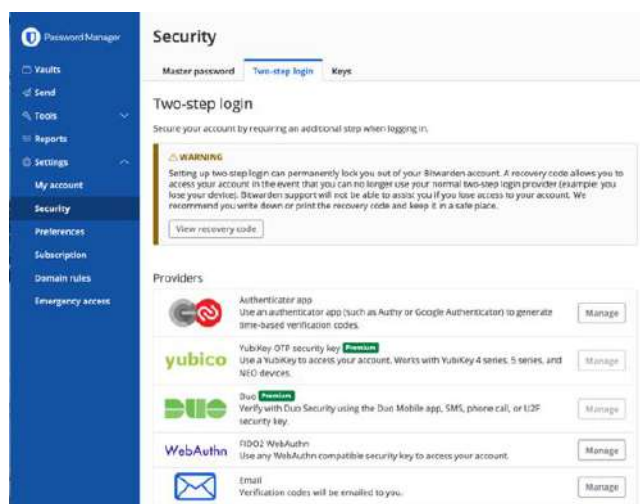 Password Manager
Vaults
Send
Tools
Reports
Settings
My account
Security
Preferences
Subscription
Domain rules
Emergency access
Security
Master password
Two-step login
Keys
Two-step login
Secure your account by requiring an additional step when logging in.
WARNING
Setting up two-step login can permanently lock you out of your Bitwarden account. A recovery code allows you to
access your account in the event that you can no longer use your normal two-step login provider (example: you
lose your device). Bitwarden support will not be able to assist you if you lose access to your account. We
recommend you write down or print the recovery code and keep it in a safe place.
View recovery code
Providers
Authenticator app
Use an authenticator app (such as Authy or Google Authenticator) to generate
time-based verification codes.
Manage
yubico
YubiKey OTP security key Premium
Use a YubiKey to access your account. Works with YubiKey 4 series, 5 series, and
NEO devices.
Manage
DUO
Duo Premium
Verify with Duo Security using the Duo Mobile app, SMS, phone call, or U2F
security key.
Manage
WebAuthn
FIDO2 WebAuthn
Use any WebAuthn compatible security key to access your account.
Manage
Email
Verification codes will be emailed to you.
Manage